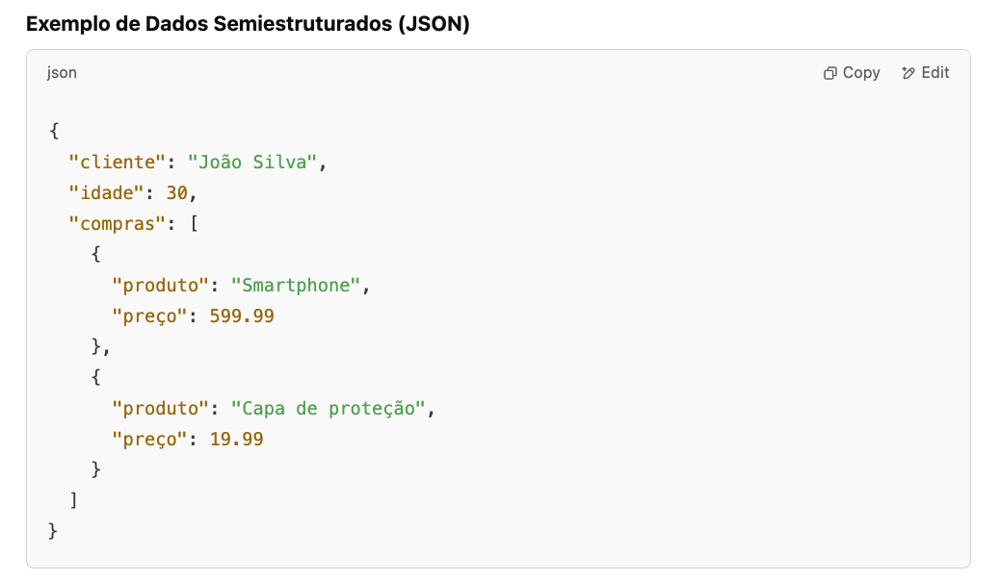 Exemplo de Dados Semiestruturados (JSON)
json Copy Edit
{
  "cliente": "João Silva",
  "idade": 30,
  "compras": [
    {
      "produto": "Smartphone",
      "preço": 599.99
    },
    {
      "produto": "Capa de proteção",
      "preço": 19.99
    }
  ]
}